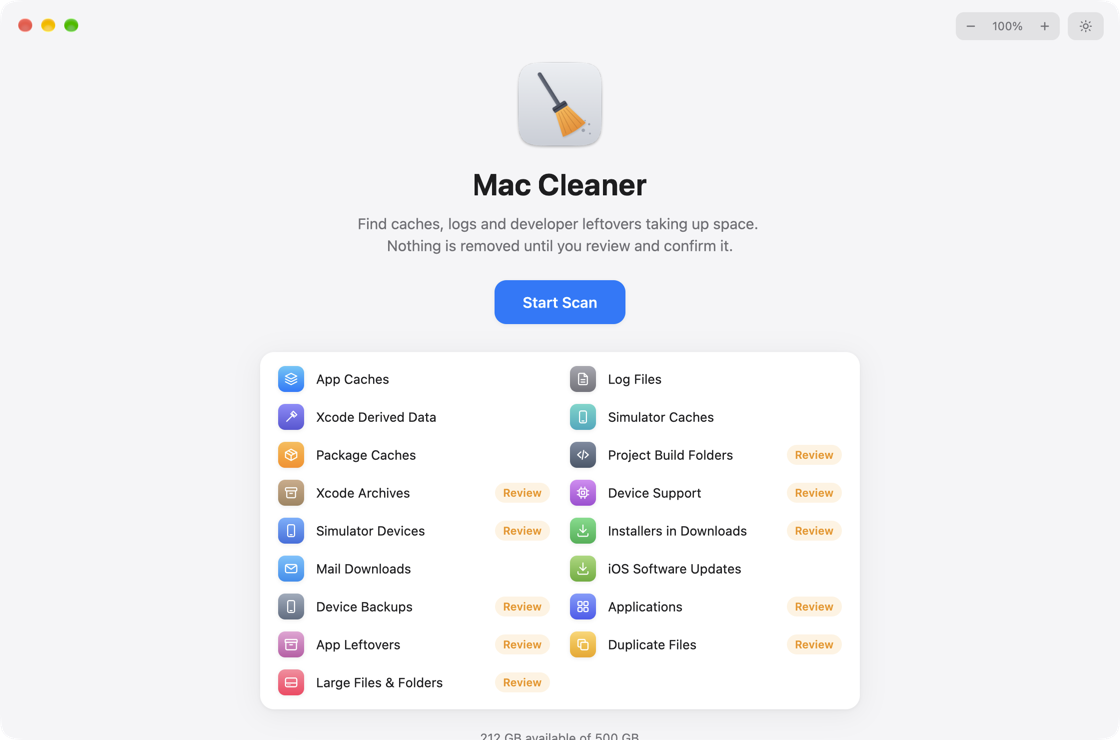 − 100% +
Mac Cleaner
Find caches, logs and developer leftovers taking up space.
Nothing is removed until you review and confirm it.
Start Scan
App Caches
Log Files
Xcode Derived Data
Simulator Caches
Package Caches
Project Build Folders Review
Xcode Archives Review
Device Support Review
Simulator Devices Review
Installers in Downloads Review
Mail Downloads
iOS Software Updates
Device Backups Review
Applications Review
App Leftovers Review
Duplicate Files Review
Large Files & Folders Review
212 GB available of 500 GB